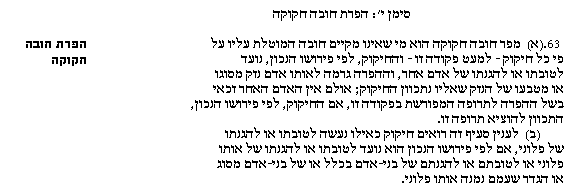 סימן י': הפרת חובה חקוקה
הפרת חובה
חקוקה
63.(א) מפר חובה חקוקה הוא מי שאינו מקיים חובה המוטלת עליו על
פי כל חיקוק - למעט פקודה זו - והחיקוק, לפי פירושו הנכון, נועד
לטובתו או להגנתו של אדם אחר, וההפרה גרמה לאותו אדם נזק מסוגו
או מטבעו של הנזק שאליו נתכוון החיקוק; אולם אין האדם האחר זכאי
בשל ההפרה לתרופה המפורשת בפקודה זו, אם החיקוק, לפי פירושו הנכון,
התכוון להוציא תרופה זו.
(ב) לענין סעיף זה רואים חיקוק כאילו נעשה לטובתו או להגנתו
של פלוני, אם לפי פירושו הנכון הוא נועד לטובתו או להגנתו של אותו
פלוני או לטובתם או להגנתם של בני-אדם בכלל או של בני-אדם מסוג
או הגדר שעמם נמנה אותו פלוני.